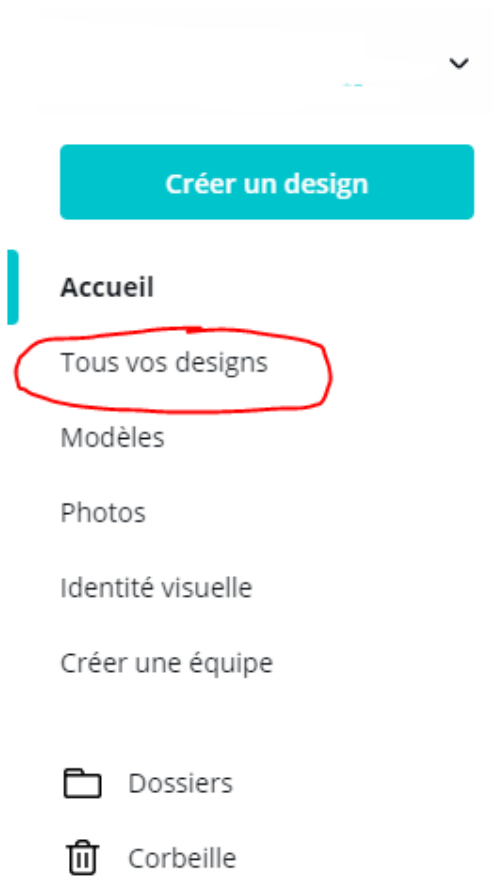 Créer un design
Accueil
Tous vos designs
Modèles
Photos
Identité visuelle
Créer une équipe
Dossiers
Corbeille